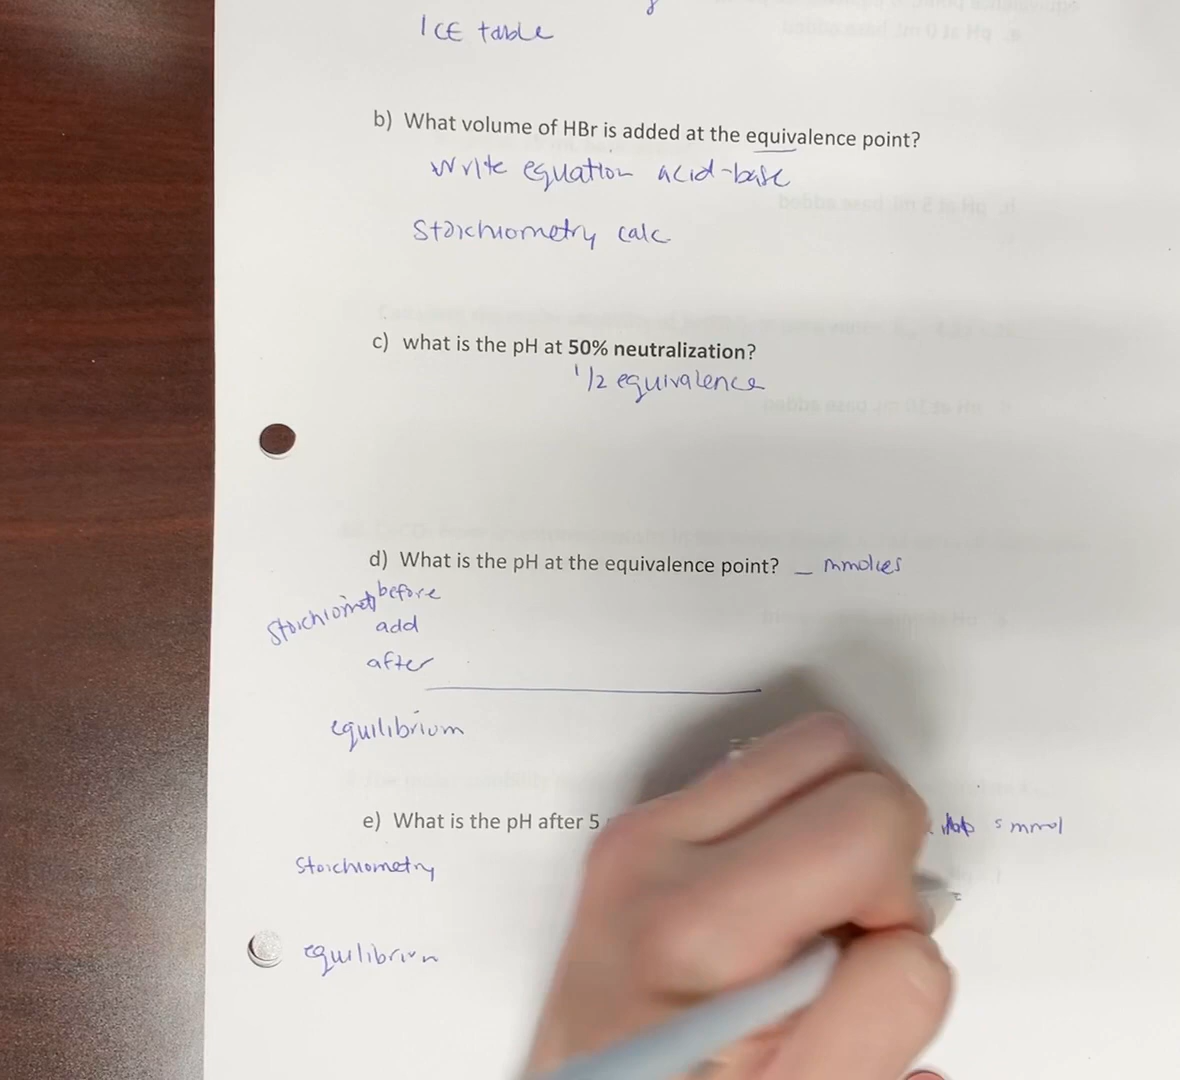 ICE table
b) What volume of HBr is added at the equivalence point?
write equation acid-base
Stoichiometry calc
c) what is the pH at 50% neutralization?
1/2 equivalence
d) What is the pH at the equivalence point? _ mmoles
before
stoichiomet
add
after
equilibrium
e) What is the pH after 5
mmol
Stoichiometry
equilibrium